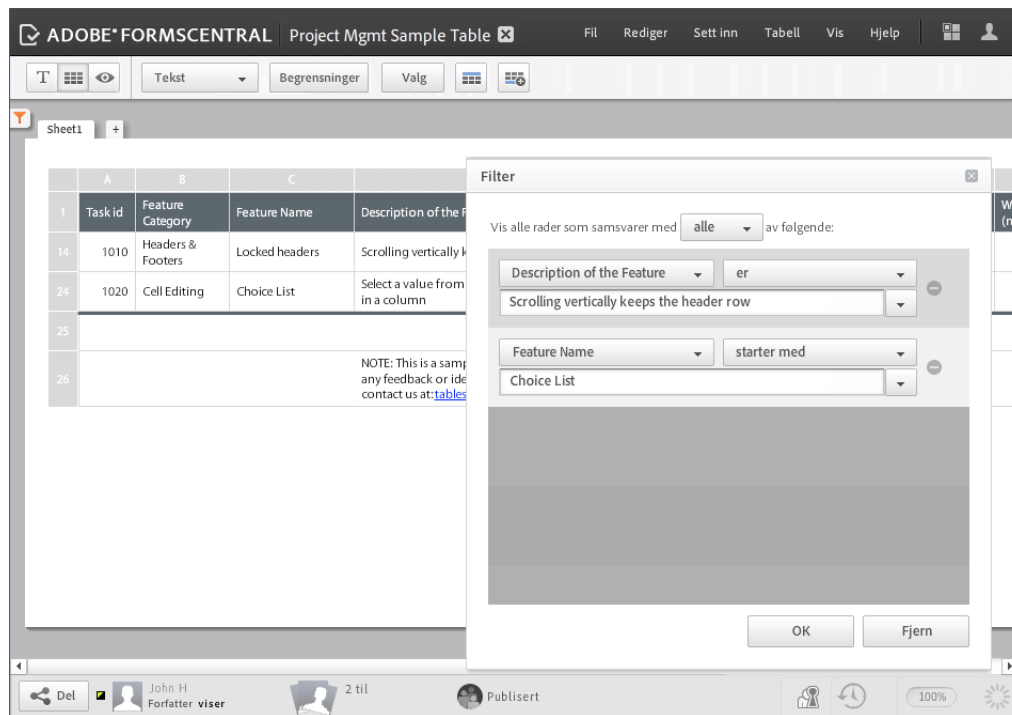 ADOBE® FORMSCENTRAL Project Mgmt Sample Table Fil Rediger Sett inn Tabell Vis Hjelp
T Tekst Begrensninger Valg
Sheet1 +
A B C
1 Task id Feature Category Feature Name Description of the F
14 1010 Headers & Footers Locked headers Scrolling vertically k
24 1020 Cell Editing Choice List Select a value from
in a column
25
26 NOTE: This is a samp
any feedback or ide
contact us at:tables
W
(n
Filter
Vis alle rader som samsvarer med alle av følgende:
Description of the Feature er
Scrolling vertically keeps the header row
Feature Name starter med
Choice List
OK Fjern
Del John H
Forfatter viser
2 til
Publisert
100%